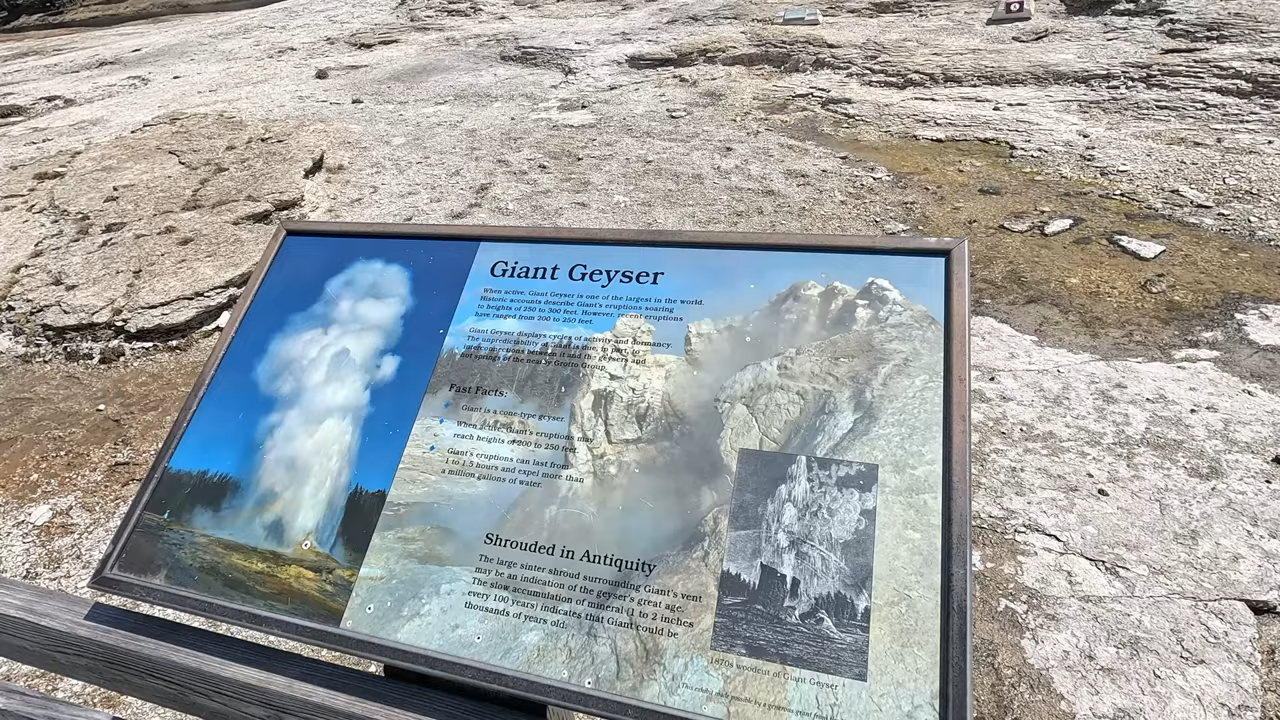 Giant Geyser
When active, Giant Geyser is one of the largest in the world.
Historic accounts describe Giant's eruptions soaring
to heights of 250 to 300 feet. However, recent eruptions
have ranged from 200 to 250 feet.
Giant Geyser displays cycles of activity and dormancy.
The unpredictability of Giant is due, in part, to
interconnections between it and the geysers and
hot springs of the nearby Grotto Group.
Fast Facts:
Giant is a cone-type geyser.
When active, Giant's eruptions may
reach heights of 200 to 250 feet.
Giant's eruptions can last from
1 to 1.5 hours and expel more than
a million gallons of water.
Shrouded in Antiquity
The large sinter shroud surrounding Giant's vent
may be an indication of the geyser's great age.
The slow accumulation of mineral (1 to 2 inches
every 100 years) indicates that Giant could be
thousands of years old.
1870s woodcut of Giant Geyser
This exhibit made possible by a generous grant from